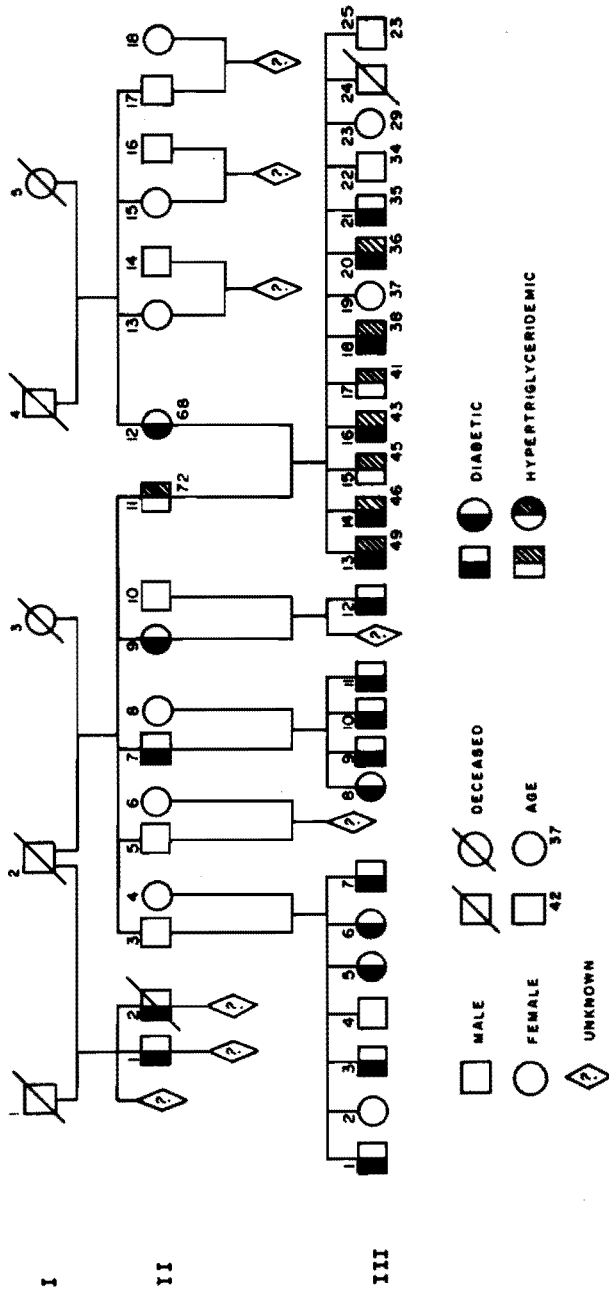 I
1 2 3 4 5
II
? 1 2 3 4 5 6 7 8 9 10 11 12 13 14 15 16 17 18
72 68
? ? ? ? ? ?
III
1 2 3 4 5 6 7 8 9 10 11 ? 12 13 14 15 16 17 18 19 20 21 22 23 24 25
49 46 45 43 41 38 37 36 35 34 29 23
MALE
DECEASED
DIABETIC
FEMALE
42 37 AGE
HYPERTRIGLYCERIDEMIC
? UNKNOWN